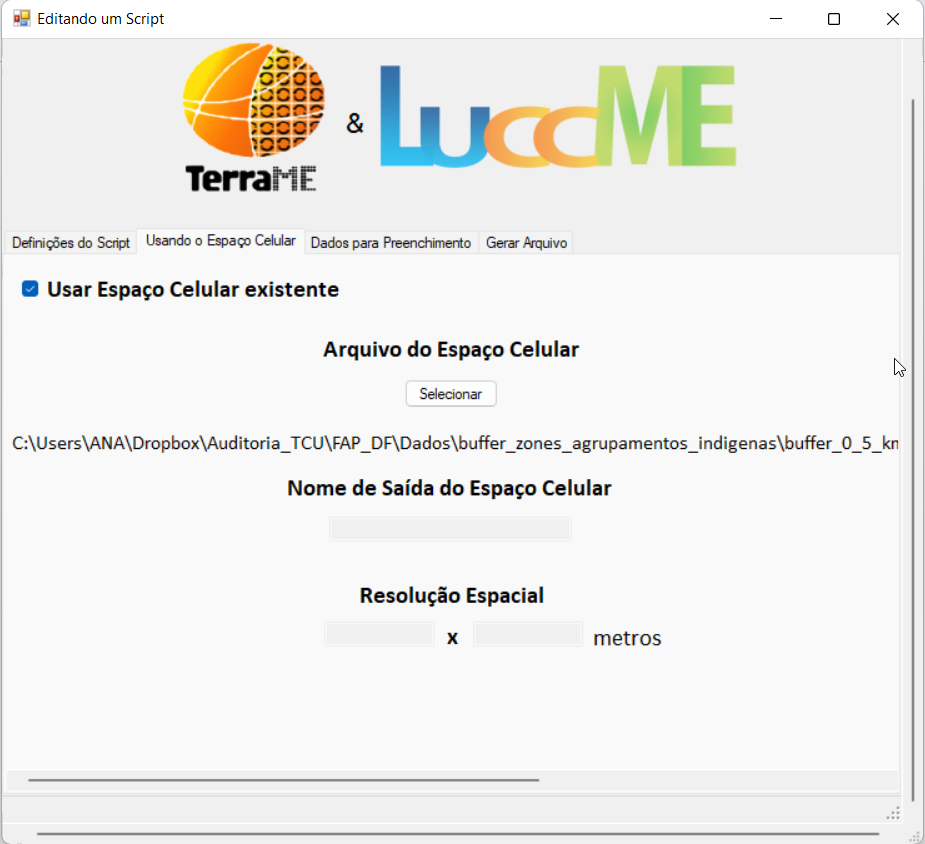 Editando um Script
TerraME & LuccME
Definições do Script Usando o Espaço Celular Dados para Preenchimento Gerar Arquivo
Usar Espaço Celular existente
Arquivo do Espaço Celular
Selecionar
C:\Users\ANA\Dropbox\Auditoria_TCU\FAP_DF\Dados\buffer_zones_agrupamentos_indigenas\buffer_0_5_km
Nome de Saída do Espaço Celular
Resolução Espacial
x metros